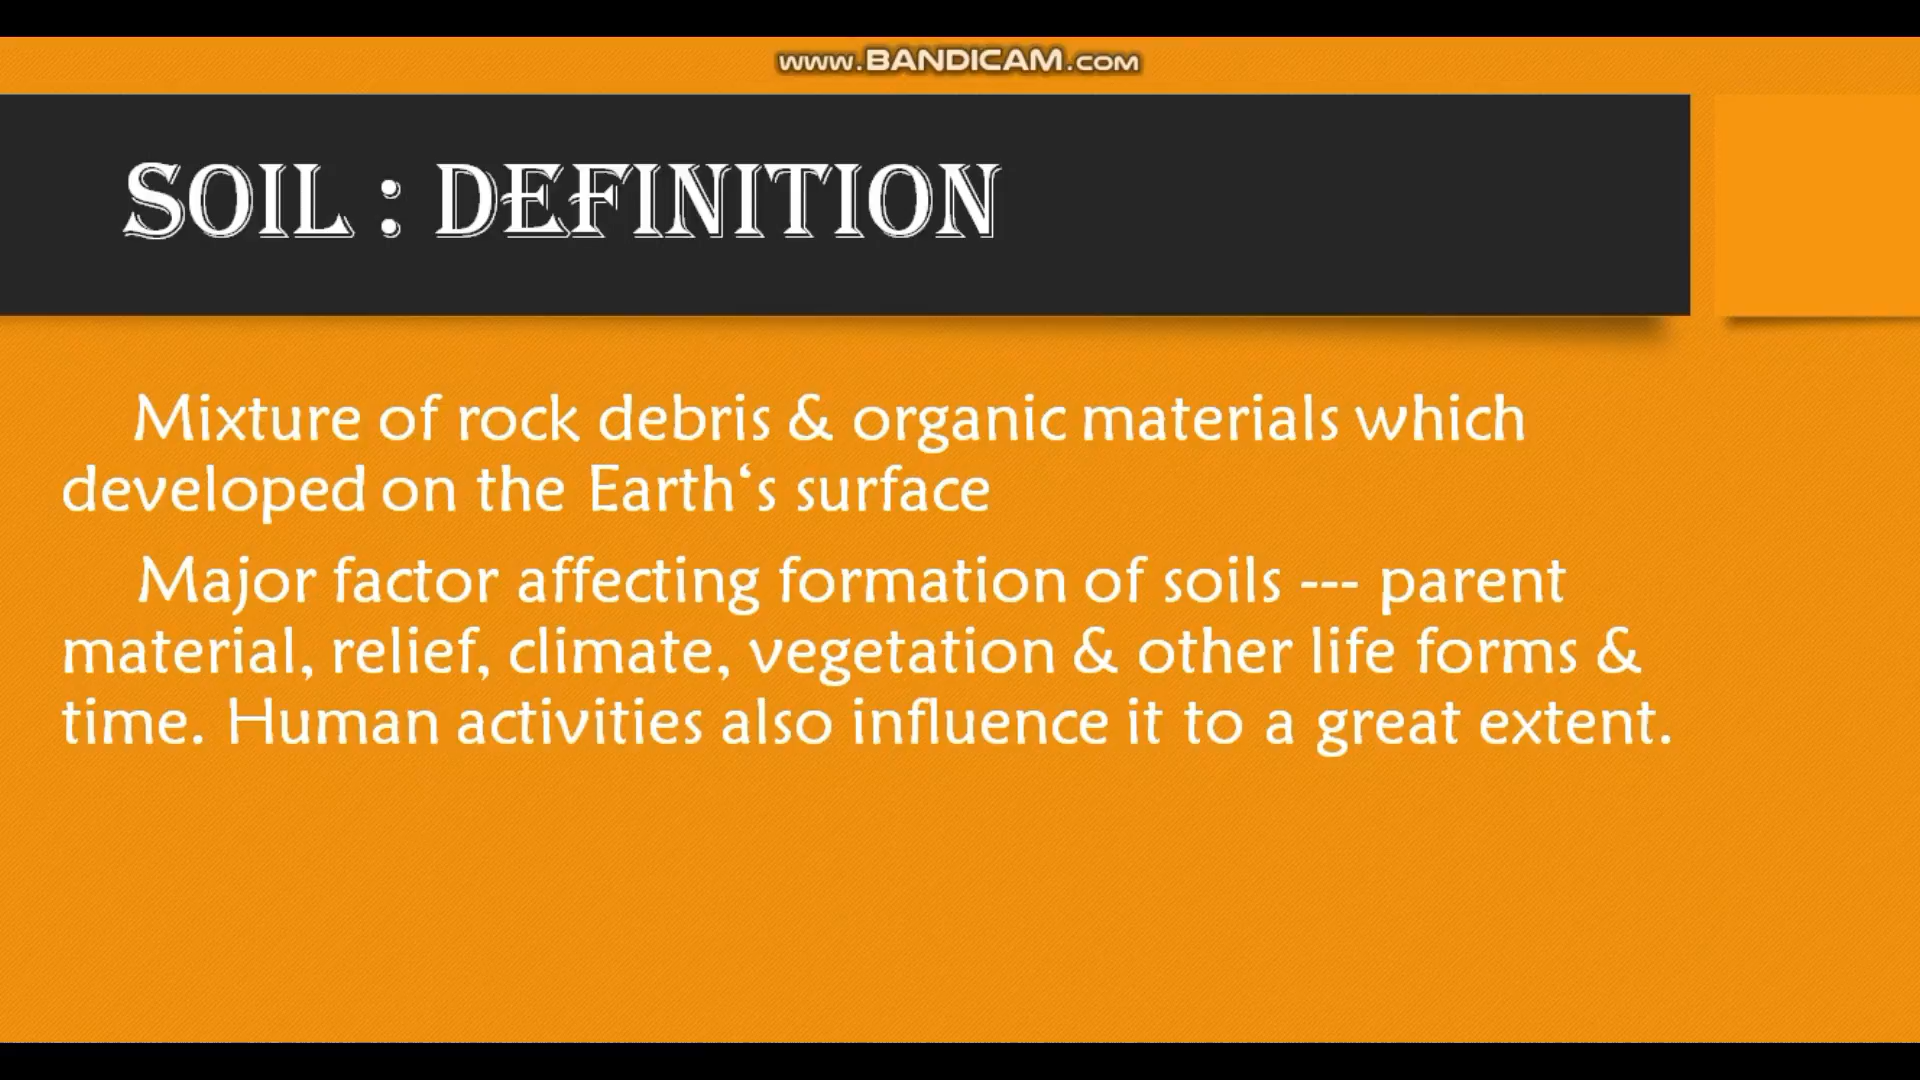 www.BANDICAM.com
SOIL : DEFINITION
Mixture of rock debris & organic materials which
developed on the Earth‘s surface
Major factor affecting formation of soils --- parent
material, relief, climate, vegetation & other life forms &
time. Human activities also influence it to a great extent.